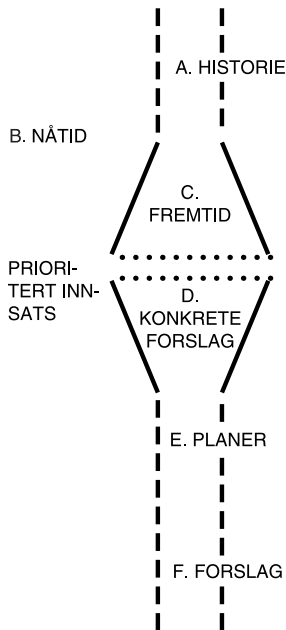 A. HISTORIE
B. NÅTID
C.
FREMTID
PRIORI-
TERT INN-
SATS
D.
KONKRETE
FORSLAG
E. PLANER
F. FORSLAG